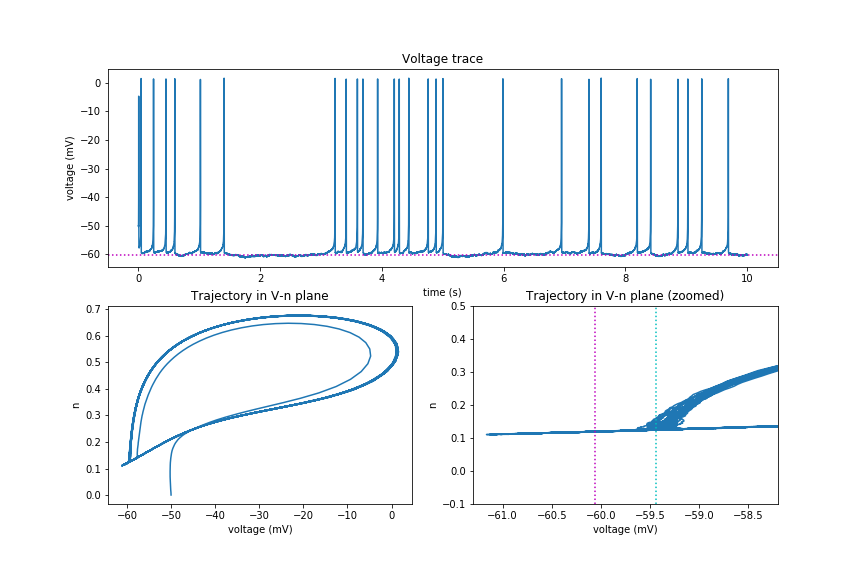 Voltage trace
voltage (mV)
0
−10
−20
−30
−40
−50
−60
0 2 4 6 8 10
time (s)
Trajectory in V-n plane
n
0.7
0.6
0.5
0.4
0.3
0.2
0.1
0.0
−60 −50 −40 −30 −20 −10 0
voltage (mV)
Trajectory in V-n plane (zoomed)
n
0.5
0.4
0.3
0.2
0.1
0.0
−0.1
−61.0 −60.5 −60.0 −59.5 −59.0 −58.5
voltage (mV)